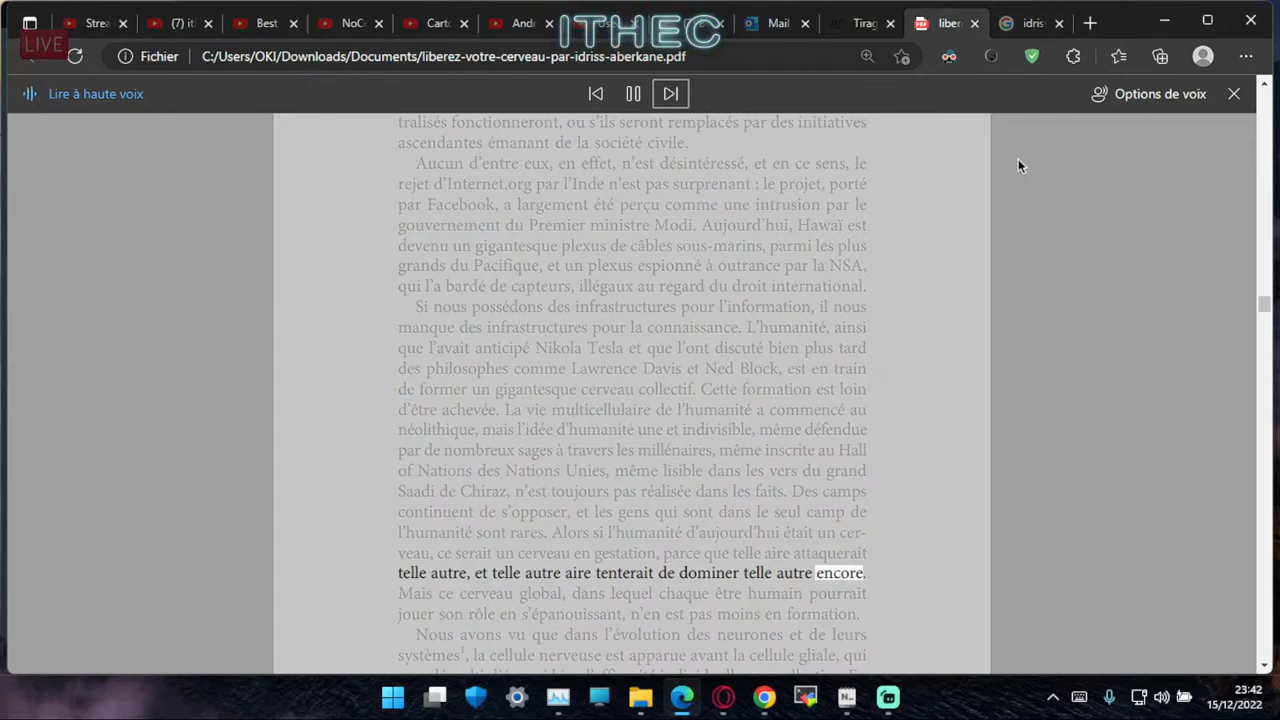 Strea
(7) itl
Best
NoCo
Carto
Andr
Mail
Tirag
liber
idris
ITHEC
LIVE
Fichier
C:/Users/OKI/Downloads/Documents/liberez-votre-cerveau-par-idriss-aberkane.pdf
Lire à haute voix
Options de voix
tralisés fonctionneront, ou s’ils seront remplacés par des initiatives
ascendantes émanant de la société civile.
Aucun d’entre eux, en effet, n’est désintéressé, et en ce sens, le
rejet d’Internet.org par l’Inde n’est pas surprenant : le projet, porté
par Facebook, a largement été perçu comme une intrusion par le
gouvernement du Premier ministre Modi. Aujourd’hui, Hawaï est
devenu un gigantesque plexus de câbles sous-marins, parmi les plus
grands du Pacifique, et un plexus espionné à outrance par la NSA,
qui l’a bardé de capteurs, illégaux au regard du droit international.
Si nous possédons des infrastructures pour l’information, il nous
manque des infrastructures pour la connaissance. L’humanité, ainsi
que l’avait anticipé Nikola Tesla et que l’ont discuté bien plus tard
des philosophes comme Lawrence Davis et Ned Block, est en train
de former un gigantesque cerveau collectif. Cette formation est loin
d’être achevée. La vie multicellulaire de l’humanité a commencé au
néolithique, mais l’idée d’humanité une et indivisible, même défendue
par de nombreux sages à travers les millénaires, même inscrite au Hall
of Nations des Nations Unies, même lisible dans les vers du grand
Saadi de Chiraz, n’est toujours pas réalisée dans les faits. Des camps
continuent de s’opposer, et les gens qui sont dans le seul camp de
l’humanité sont rares. Alors si l’humanité d’aujourd’hui était un cer-
veau, ce serait un cerveau en gestation, parce que telle aire attaquerait
telle autre, et telle autre aire tenterait de dominer telle autre encore.
Mais ce cerveau global, dans lequel chaque être humain pourrait
jouer son rôle en s’épanouissant, n’en est pas moins en formation.
Nous avons vu que dans l’évolution des neurones et de leurs
systèmes¹, la cellule nerveuse est apparue avant la cellule gliale, qui
23:42
15/12/2022